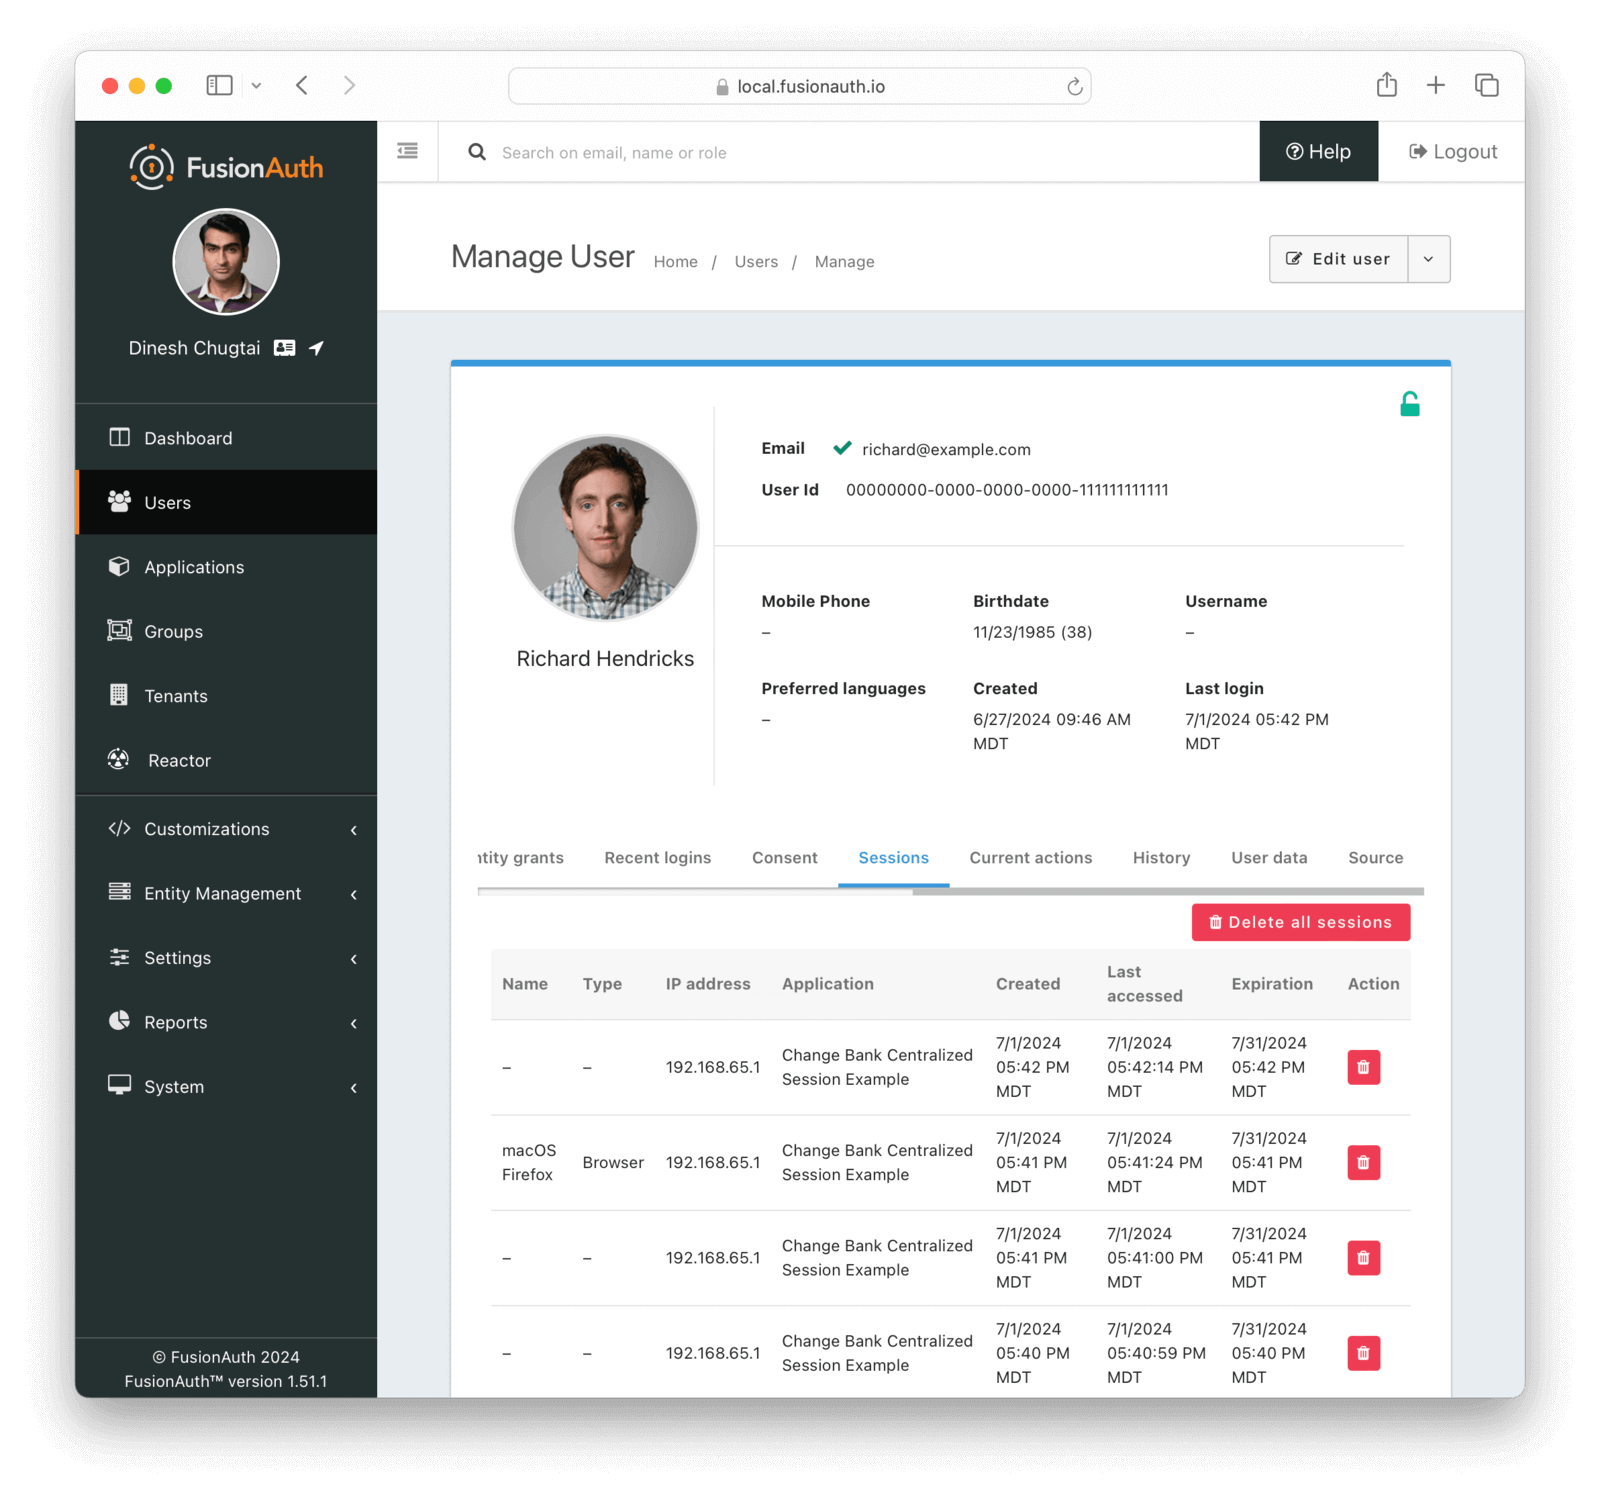 local.fusionauth.io
FusionAuth
Search on email, name or role
Help
Logout
Dinesh Chugtai
Manage User
Home / Users / Manage
Edit user
Dashboard
Users
Applications
Groups
Tenants
Reactor
Customizations
Entity Management
Settings
Reports
System
© FusionAuth 2024
FusionAuth™ version 1.51.1
Richard Hendricks
Email richard@example.com
User Id 00000000-0000-0000-0000-111111111111
Mobile Phone Birthdate Username
– 11/23/1985 (38) –
Preferred languages Created Last login
– 6/27/2024 09:46 AM 7/1/2024 05:42 PM
MDT MDT
ntity grants Recent logins Consent Sessions Current actions History User data Source
Delete all sessions
Name Type IP address Application Created Last accessed Expiration Action
– – 192.168.65.1 Change Bank Centralized Session Example 7/1/2024 05:42 PM MDT 7/1/2024 05:42:14 PM MDT 7/31/2024 05:42 PM MDT
macOS Firefox Browser 192.168.65.1 Change Bank Centralized Session Example 7/1/2024 05:41 PM MDT 7/1/2024 05:41:24 PM MDT 7/31/2024 05:41 PM MDT
– – 192.168.65.1 Change Bank Centralized Session Example 7/1/2024 05:41 PM MDT 7/1/2024 05:41:00 PM MDT 7/31/2024 05:41 PM MDT
– – 192.168.65.1 Change Bank Centralized Session Example 7/1/2024 05:40 PM MDT 7/1/2024 05:40:59 PM MDT 7/31/2024 05:40 PM MDT